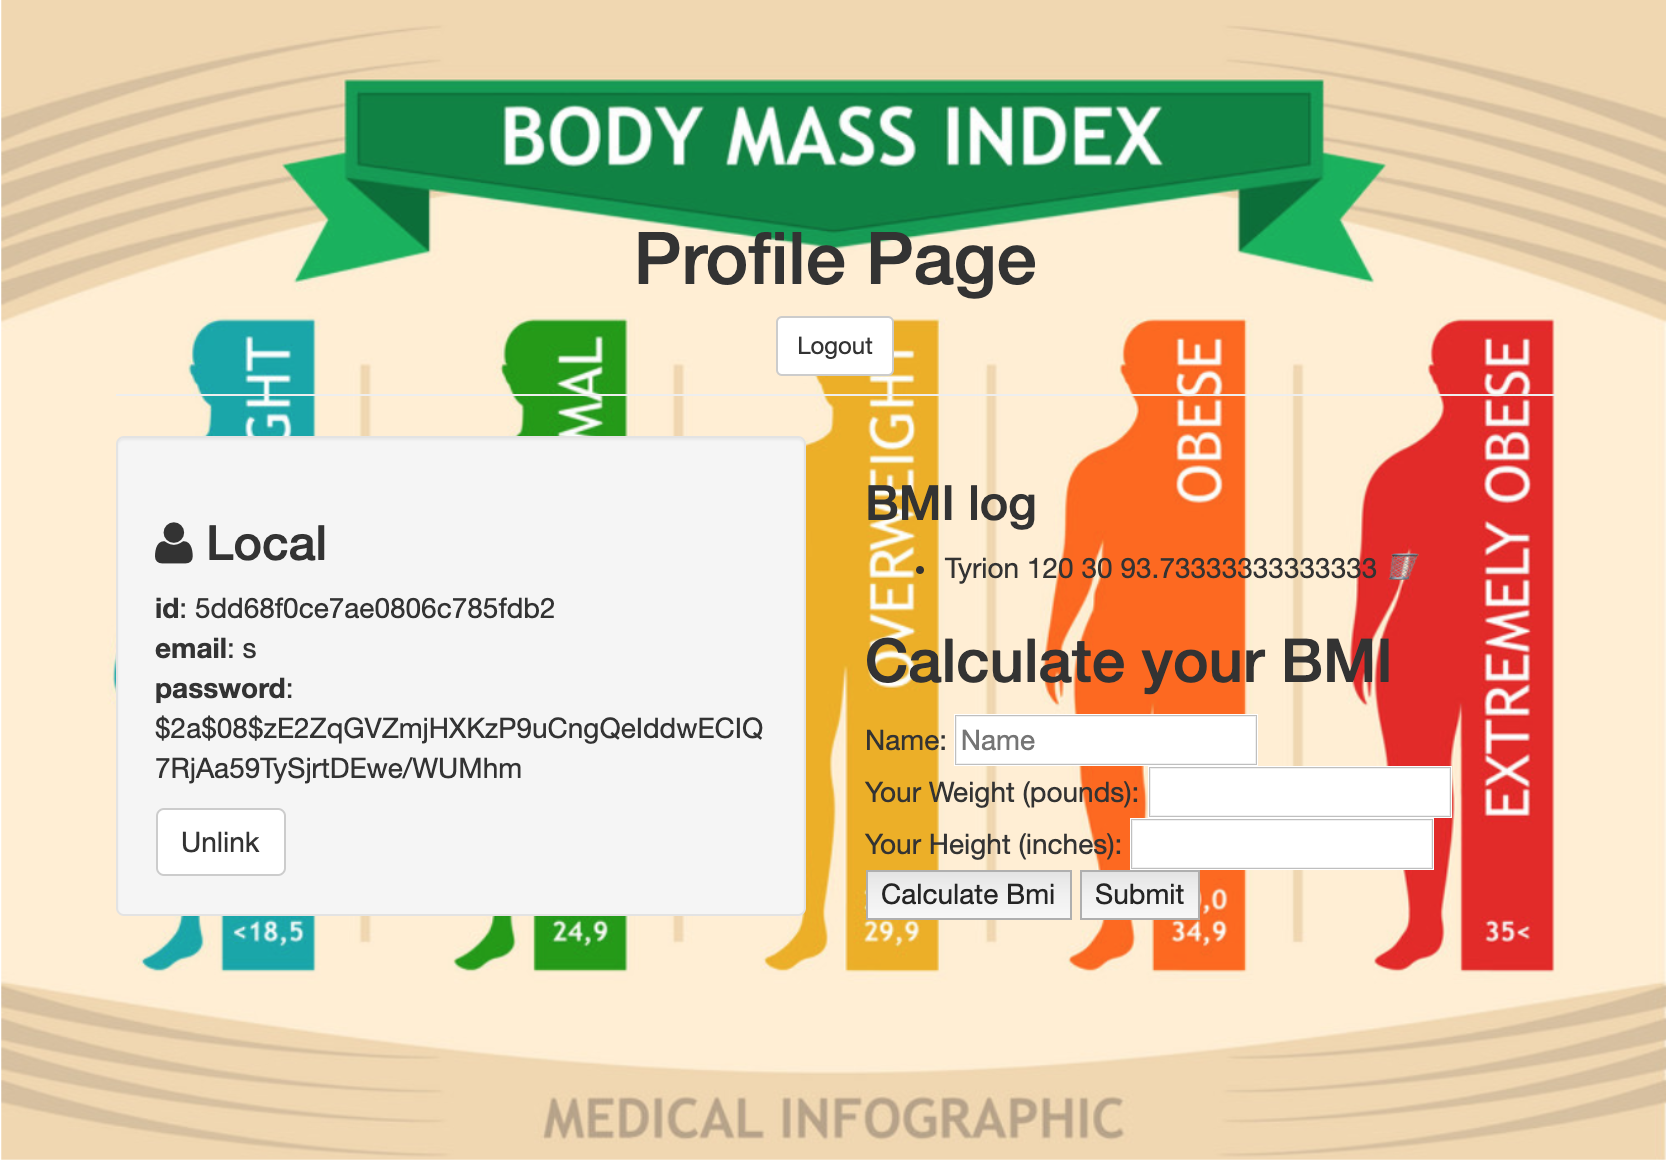 BODY MASS INDEX
Profile Page
Logout
GHT
MAL
OVERWEIGHT
OBESE
EXTREMELY OBESE
Local
id: 5dd68f0ce7ae0806c785fdb2
email: s
password:
$2a$08$zE2ZqGVZmjHXKzP9uCngQeIddwECIQ
7RjAa59TySjrtDEwe/WUMhm
Unlink
BMI log
Tyrion 120 30 93.73333333333333
Calculate your BMI
Name: Name
Your Weight (pounds):
Your Height (inches):
Calculate Bmi Submit
<18,5
24,9
29,9
,0
34,9
35<
MEDICAL INFOGRAPHIC